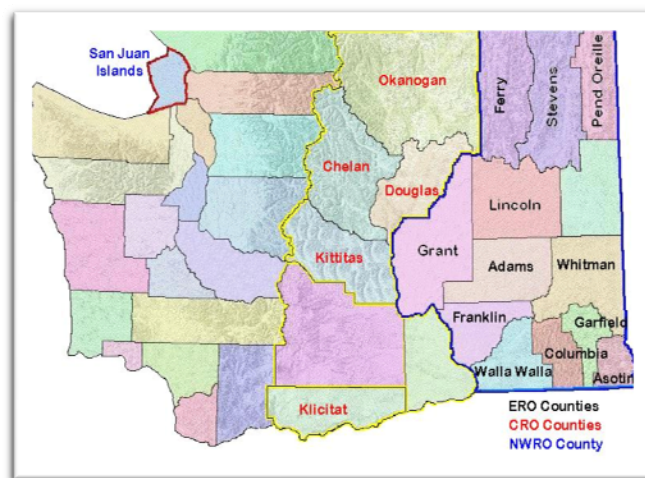 San Juan
Islands
Okanogan
Ferry
Stevens
Pend Oreille
Chelan
Douglas
Lincoln
Grant
Kittitas
Adams
Whitman
Franklin
Garfield
Columbia
Walla Walla
Asotin
Klicitat
ERO Counties
CRO Counties
NWRO County